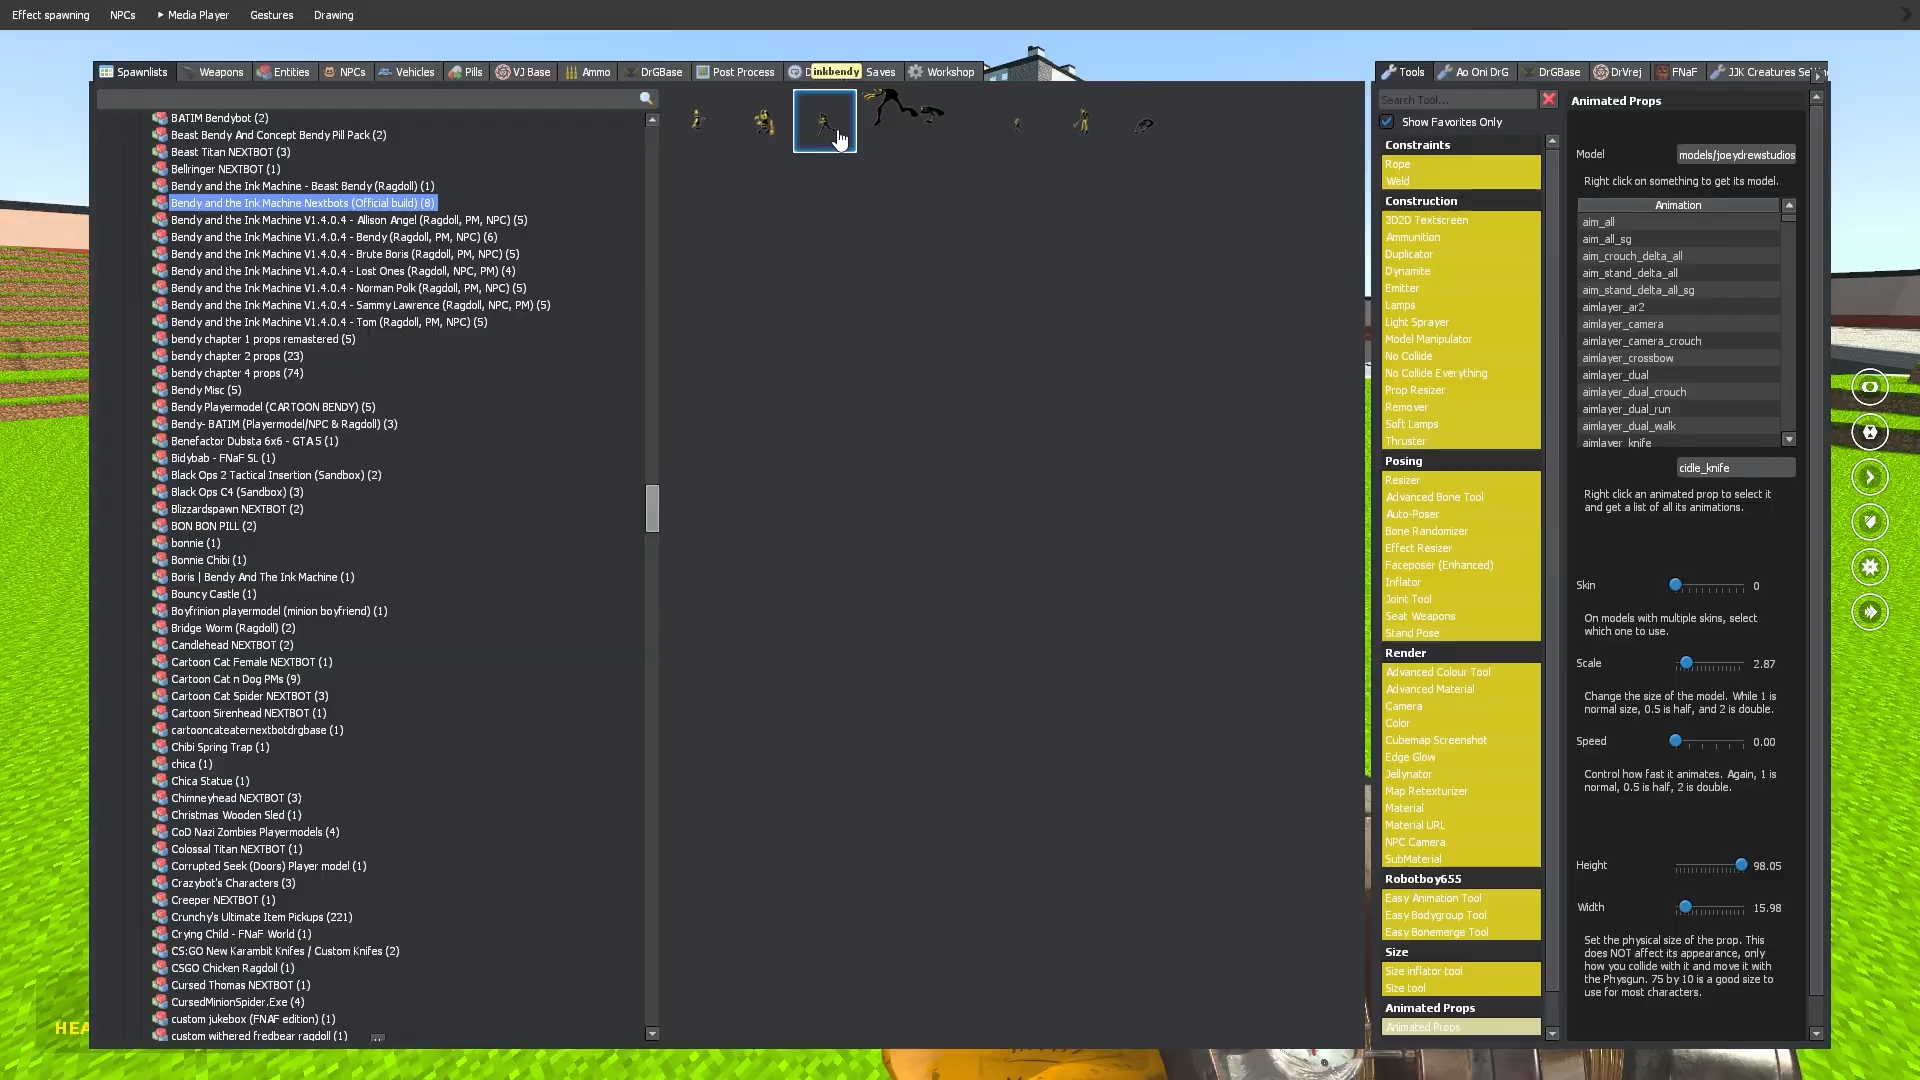 Effect spawning NPCs Media Player Gestures Drawing
Spawnlists Weapons Entities NPCs Vehicles Pills VJ Base Ammo DrGBase Post Process inkbendy Saves Workshop
BATIM Bendybot (2)
Beast Bendy And Concept Bendy Pill Pack (2)
Beast Titan NEXTBOT (3)
Bellringer NEXTBOT (1)
Bendy and the Ink Machine - Beast Bendy (Ragdoll) (1)
Bendy and the Ink Machine Nextbots (Official build) (8)
Bendy and the Ink Machine V1.4.0.4 - Allison Angel (Ragdoll, PM, NPC) (5)
Bendy and the Ink Machine V1.4.0.4 - Bendy (Ragdoll, PM, NPC) (6)
Bendy and the Ink Machine V1.4.0.4 - Brute Boris (Ragdoll, PM, NPC) (5)
Bendy and the Ink Machine V1.4.0.4 - Lost Ones (Ragdoll, NPC, PM) (4)
Bendy and the Ink Machine V1.4.0.4 - Norman Polk (Ragdoll, PM, NPC) (5)
Bendy and the Ink Machine V1.4.0.4 - Sammy Lawrence (Ragdoll, NPC, PM) (5)
Bendy and the Ink Machine V1.4.0.4 - Tom (Ragdoll, PM, NPC) (5)
bendy chapter 1 props remastered (5)
bendy chapter 2 props (23)
bendy chapter 4 props (74)
Bendy Misc (5)
Bendy Playermodel (CARTOON BENDY) (5)
Bendy- BATIM (Playermodel/NPC & Ragdoll) (3)
Benefactor Dubsta 6x6 - GTA 5 (1)
Bidybab - FNaF SL (1)
Black Ops 2 Tactical Insertion (Sandbox) (2)
Black Ops C4 (Sandbox) (3)
Blizzardspawn NEXTBOT (2)
BON BON PILL (2)
bonnie (1)
Bonnie Chibi (1)
Boris | Bendy And The Ink Machine (1)
Bouncy Castle (1)
Boyfrinion playermodel (minion boyfriend) (1)
Bridge Worm (Ragdoll) (2)
Candlehead NEXTBOT (2)
Cartoon Cat Female NEXTBOT (1)
Cartoon Cat n Dog PMs (9)
Cartoon Cat Spider NEXTBOT (3)
Cartoon Sirenhead NEXTBOT (1)
cartooncateaternextbotdrgbase (1)
Chibi Spring Trap (1)
chica (1)
Chica Statue (1)
Chimneyhead NEXTBOT (3)
Christmas Wooden Sled (1)
CoD Nazi Zombies Playermodels (4)
Colossal Titan NEXTBOT (1)
Corrupted Seek (Doors) Player model (1)
Crazybot's Characters (3)
Creeper NEXTBOT (1)
Crunchy's Ultimate Item Pickups (221)
Crying Child - FNaF World (1)
CS:GO New Karambit Knifes / Custom Knifes (2)
CSGO Chicken Ragdoll (1)
Cursed Thomas NEXTBOT (1)
CursedMinionSpider.Exe (4)
custom jukebox (FNAF edition) (1)
custom withered fredbear ragdoll (1)
HEA
Tools Ao Oni DrG DrGBase DrVrej FNaF JJK Creatures
Search Tool...
Show Favorites Only
Constraints
Rope
Weld
Construction
3D2D Textscreen
Ammunition
Duplicator
Dynamite
Emitter
Lamps
Light Sprayer
Model Manipulator
No Collide
No Collide Everything
Prop Resizer
Remover
Soft Lamps
Thruster
Posing
Resizer
Advanced Bone Tool
Auto-Poser
Bone Randomizer
Effect Resizer
Faceposer (Enhanced)
Inflator
Joint Tool
Seat Weapons
Stand Pose
Render
Advanced Colour Tool
Advanced Material
Camera
Color
Cubemap Screenshot
Edge Glow
Jellynator
Map Retexturizer
Material
Material URL
NPC Camera
SubMaterial
Robotboy655
Easy Animation Tool
Easy Bodygroup Tool
Easy Bonemerge Tool
Size
Size inflator tool
Size tool
Animated Props
Animated Props
Animated Props
Model models/joeydrewstudios
Right click on something to get its model.
Animation
aim_all
aim_all_sg
aim_crouch_delta_all
aim_stand_delta_all
aim_stand_delta_all_sg
aimlayer_ar2
aimlayer_camera
aimlayer_camera_crouch
aimlayer_crossbow
aimlayer_dual
aimlayer_dual_crouch
aimlayer_dual_run
aimlayer_dual_walk
aimlayer_knife
cidle_knife
Right click an animated prop to select it
and get a list of all its animations.
Skin 0
On models with multiple skins, select
which one to use.
Scale 2.87
Change the size of the model. While 1 is
normal size, 0.5 is half, and 2 is double.
Speed 0.00
Control how fast it animates. Again, 1 is
normal, 0.5 is half, 2 is double.
Height 98.05
Width 15.98
Set the physical size of the prop. This
does NOT affect its appearance, only
how you collide with it and move it with
the Physgun. 75 by 10 is a good size to
use for most characters.